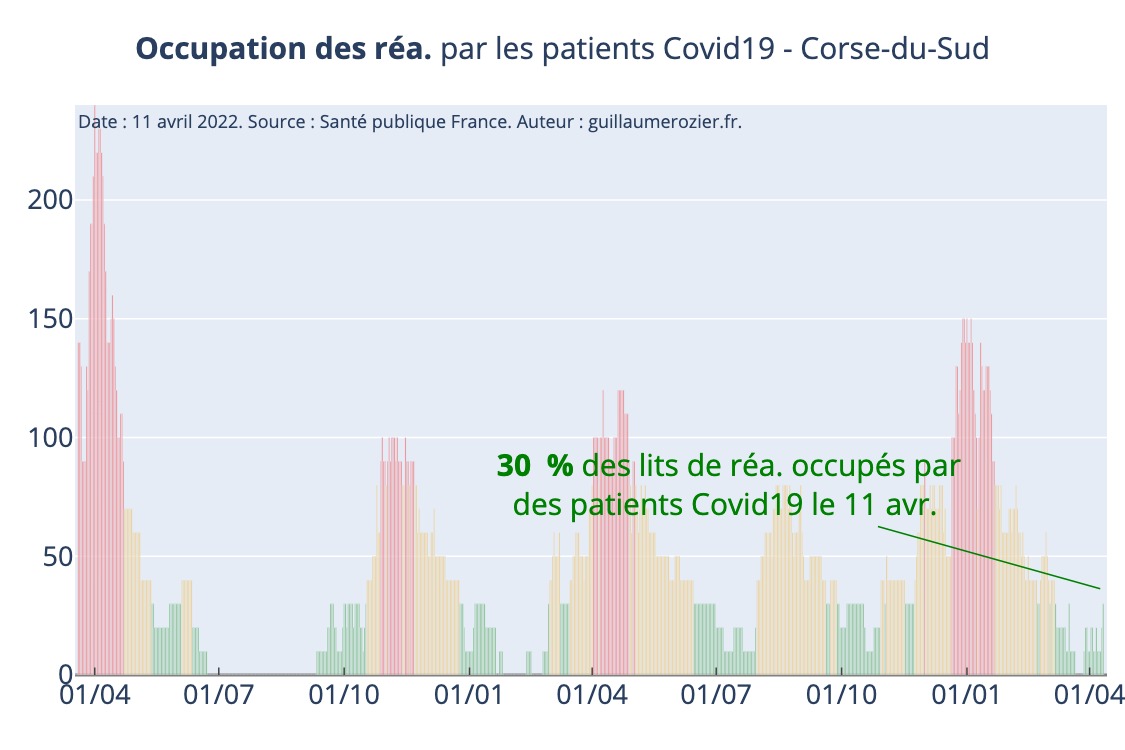 Occupation des réa. par les patients Covid19 - Corse-du-Sud
Date : 11 avril 2022. Source : Santé publique France. Auteur : guillaumerozier.fr.
200
150
100
30 % des lits de réa. occupés par
des patients Covid19 le 11 avr.
50
0
01/04 01/07 01/10 01/01 01/04 01/07 01/10 01/01 01/04